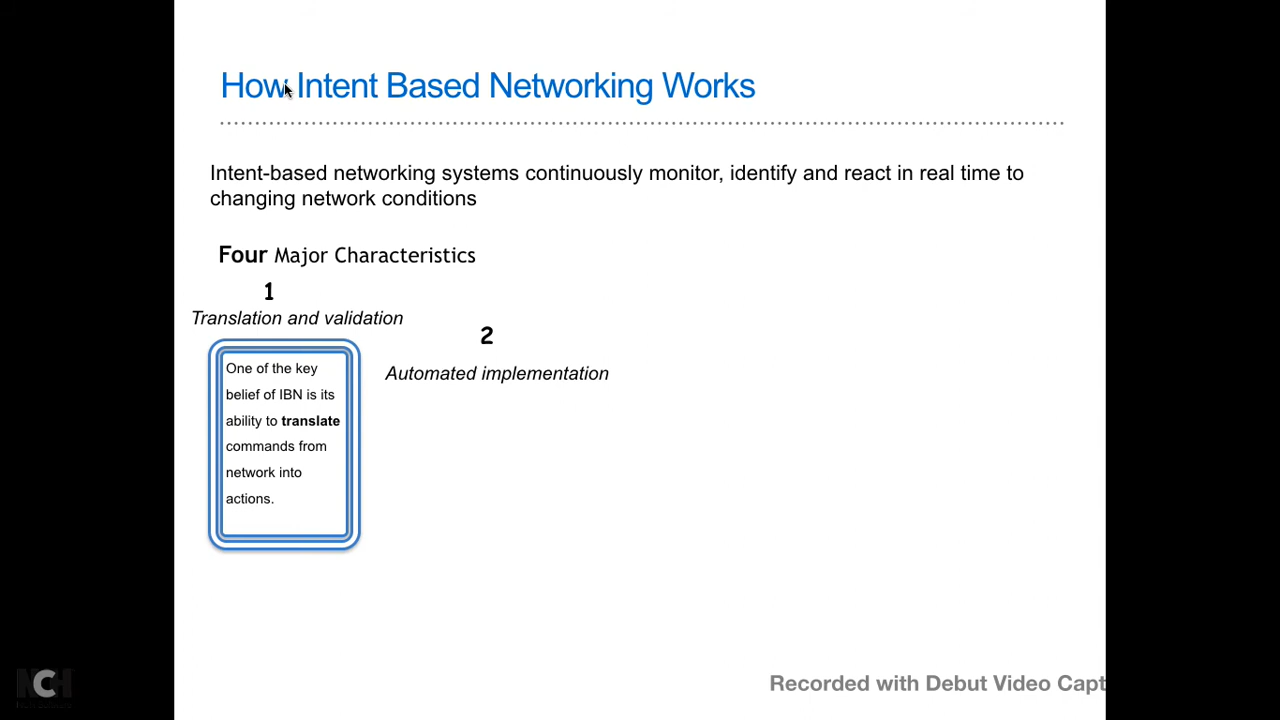 How Intent Based Networking Works
Intent-based networking systems continuously monitor, identify and react in real time to
changing network conditions
Four Major Characteristics
1
Translation and validation
One of the key
belief of IBN is its
ability to translate
commands from
network into
actions.
2
Automated implementation
NCH
Recorded with Debut Video Capt